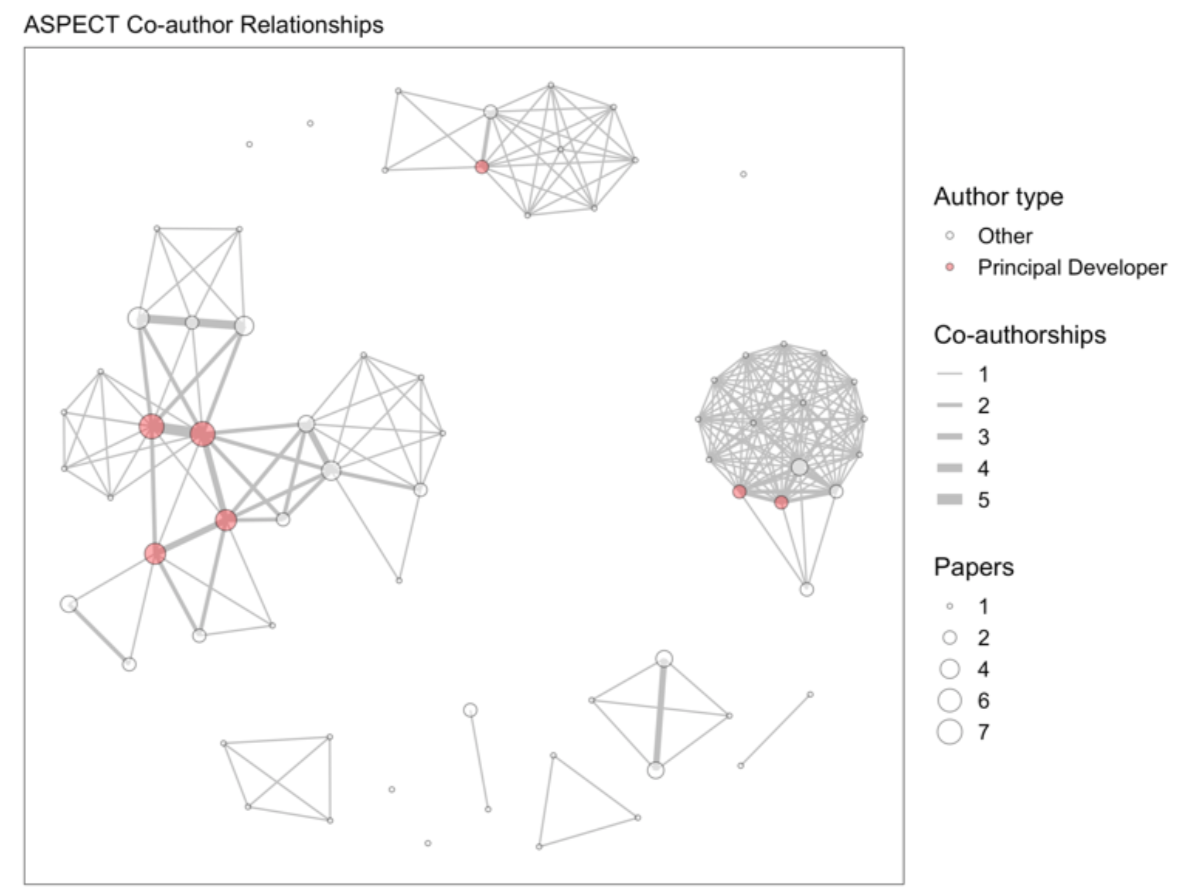 ASPECT Co-author Relationships
Author type
Other
Principal Developer
Co-authorships
1
2
3
4
5
Papers
1
2
4
6
7